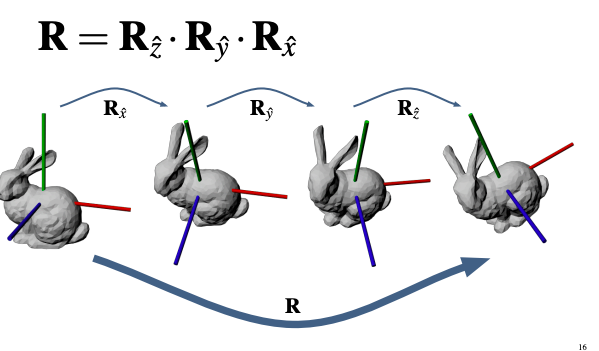 R = R_ẑ · R_ŷ · R_x̂
R_x̂ R_ŷ R_ẑ
R
16